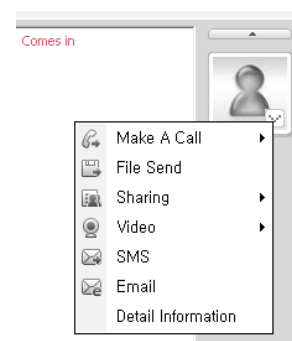 Comes in
Make A Call
File Send
Sharing
Video
SMS
Email
Detail Information